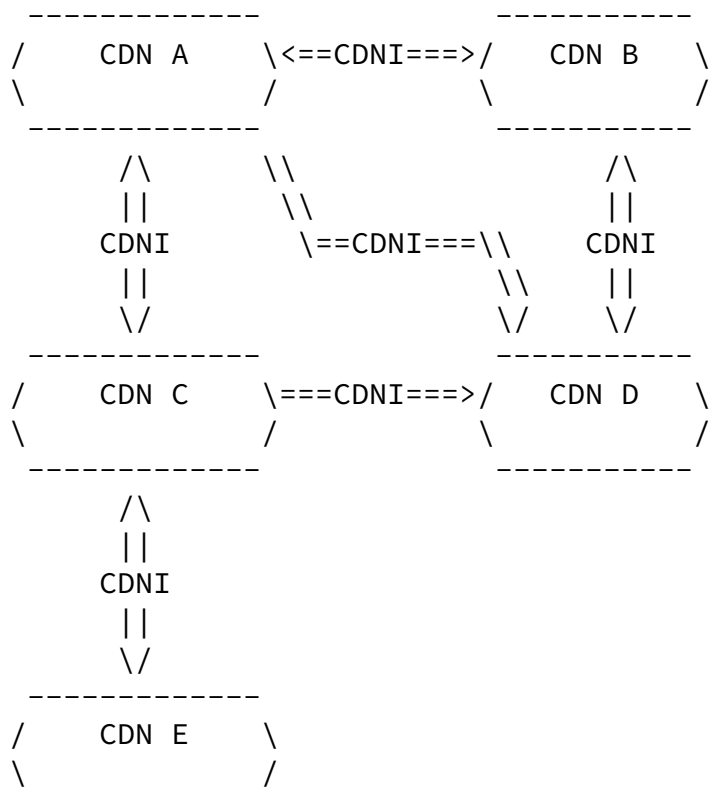 -------------              -----------
/    CDN A    \<==CDNI===>/   CDN B   \
\             /           \           /
 -------------              -----------
      /\      \\                /\
      ||       \\               ||
     CDNI       \==CDNI===\\   CDNI
      ||                   \\   ||
      \/                   \/   \/
 -------------              -----------
/    CDN C    \===CDNI===>/   CDN D   \
\             /           \           /
 -------------              -----------
      /\
      ||
     CDNI
      ||
      \/
 -------------
/    CDN E    \
\             /